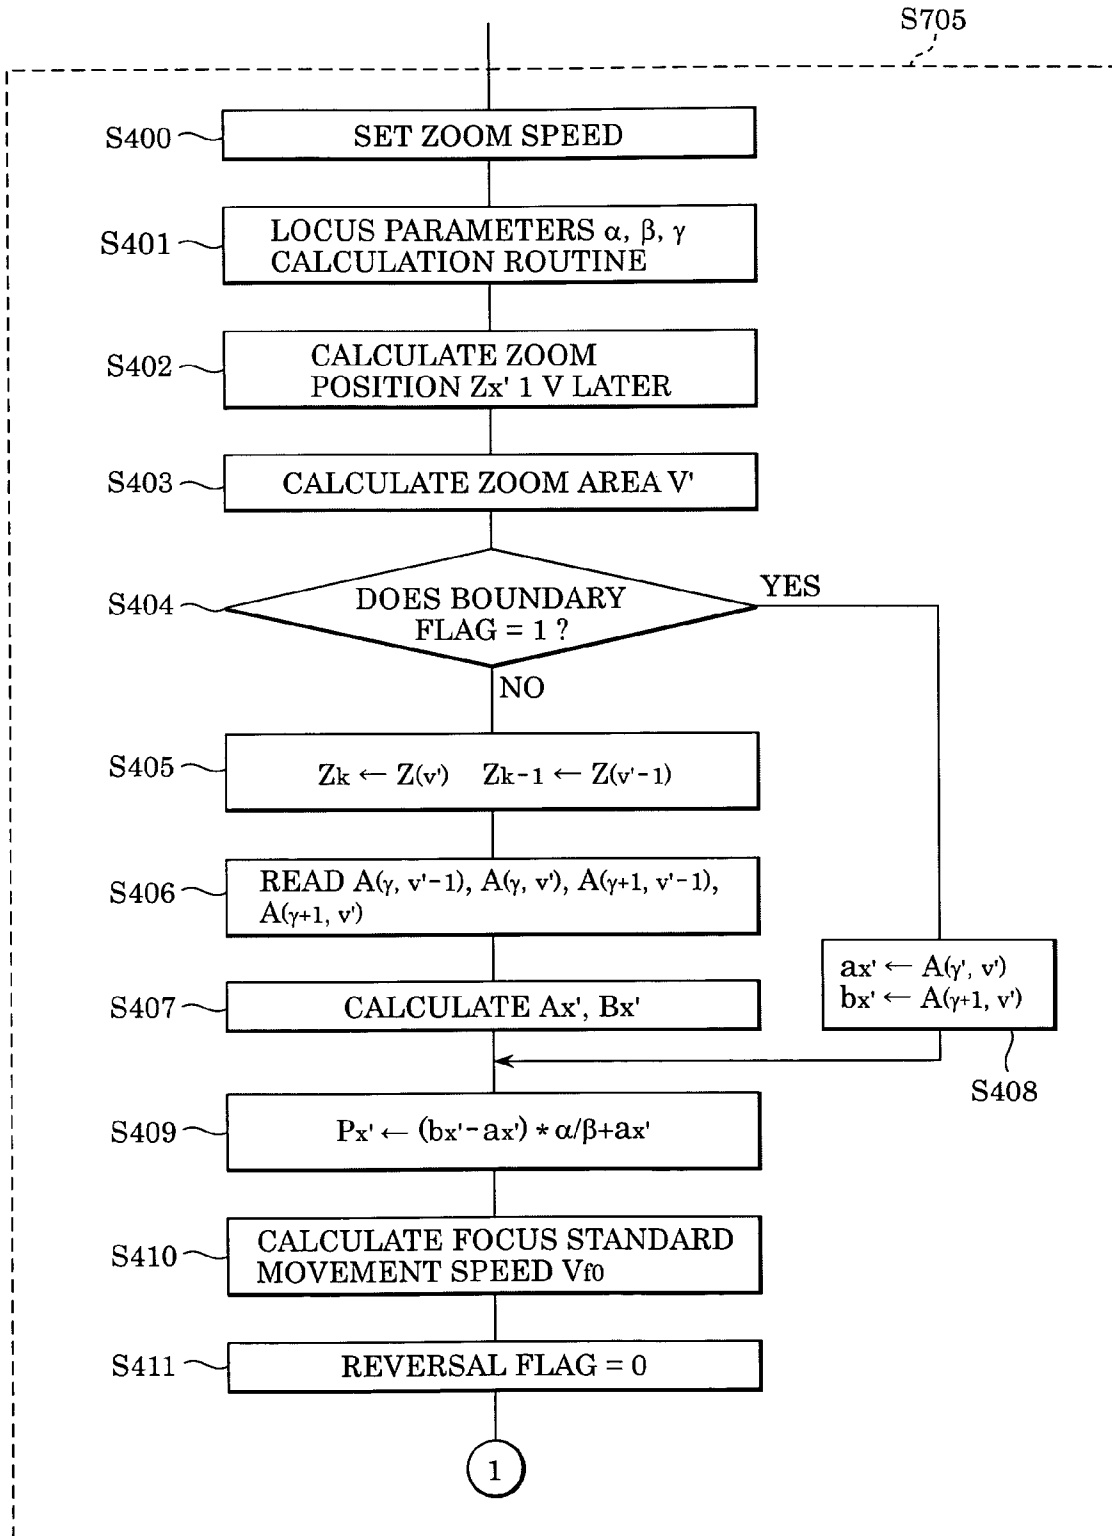 S705
S400
SET ZOOM SPEED
S401
LOCUS PARAMETERS α, β, γ
CALCULATION ROUTINE
S402
CALCULATE ZOOM
POSITION Zx' 1 V LATER
S403
CALCULATE ZOOM AREA V'
S404
DOES BOUNDARY
FLAG = 1 ?
YES
NO
S405
Zk ← Z(v') Zk-1 ← Z(v'-1)
S406
READ A(γ, v'-1), A(γ, v'), A(γ+1, v'-1),
A(γ+1, v')
S407
CALCULATE Ax', Bx'
ax' ← A(γ', v')
bx' ← A(γ+1, v')
S408
S409
Px' ← (bx'-ax') * α/β+ax'
S410
CALCULATE FOCUS STANDARD
MOVEMENT SPEED Vf0
S411
REVERSAL FLAG = 0
1